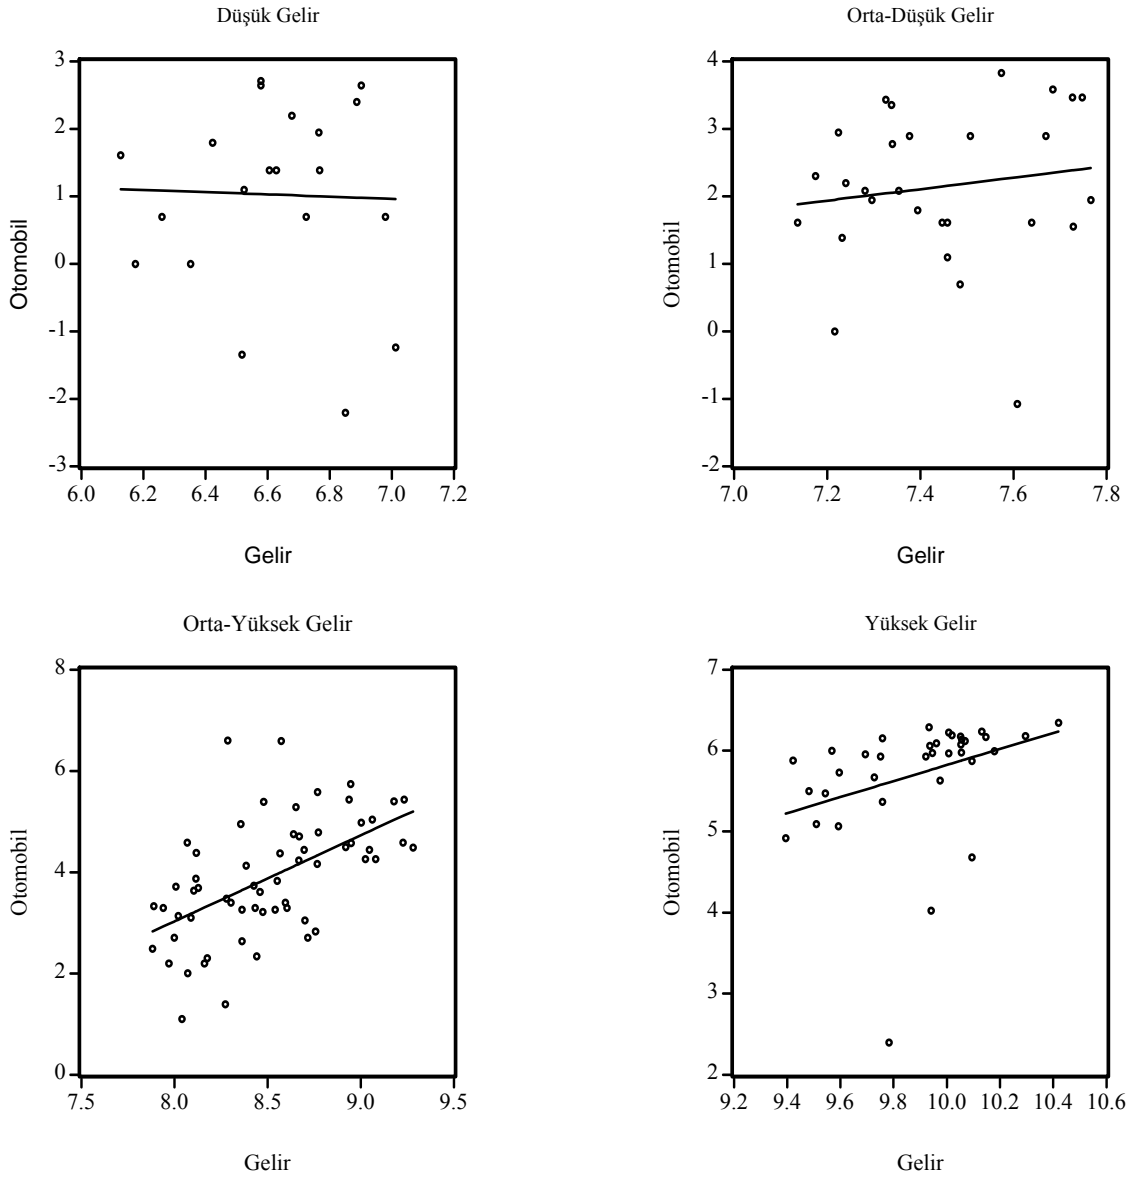 Düşük Gelir
3
2
1
0
-1
-2
-3
6.0 6.2 6.4 6.6 6.8 7.0 7.2
Otomobil
Gelir
Orta-Düşük Gelir
4
3
2
1
0
-1
-2
7.0 7.2 7.4 7.6 7.8
Otomobil
Gelir
Orta-Yüksek Gelir
8
6
4
2
0
7.5 8.0 8.5 9.0 9.5
Otomobil
Gelir
Yüksek Gelir
7
6
5
4
3
2
9.2 9.4 9.6 9.8 10.0 10.2 10.4 10.6
Otomobil
Gelir